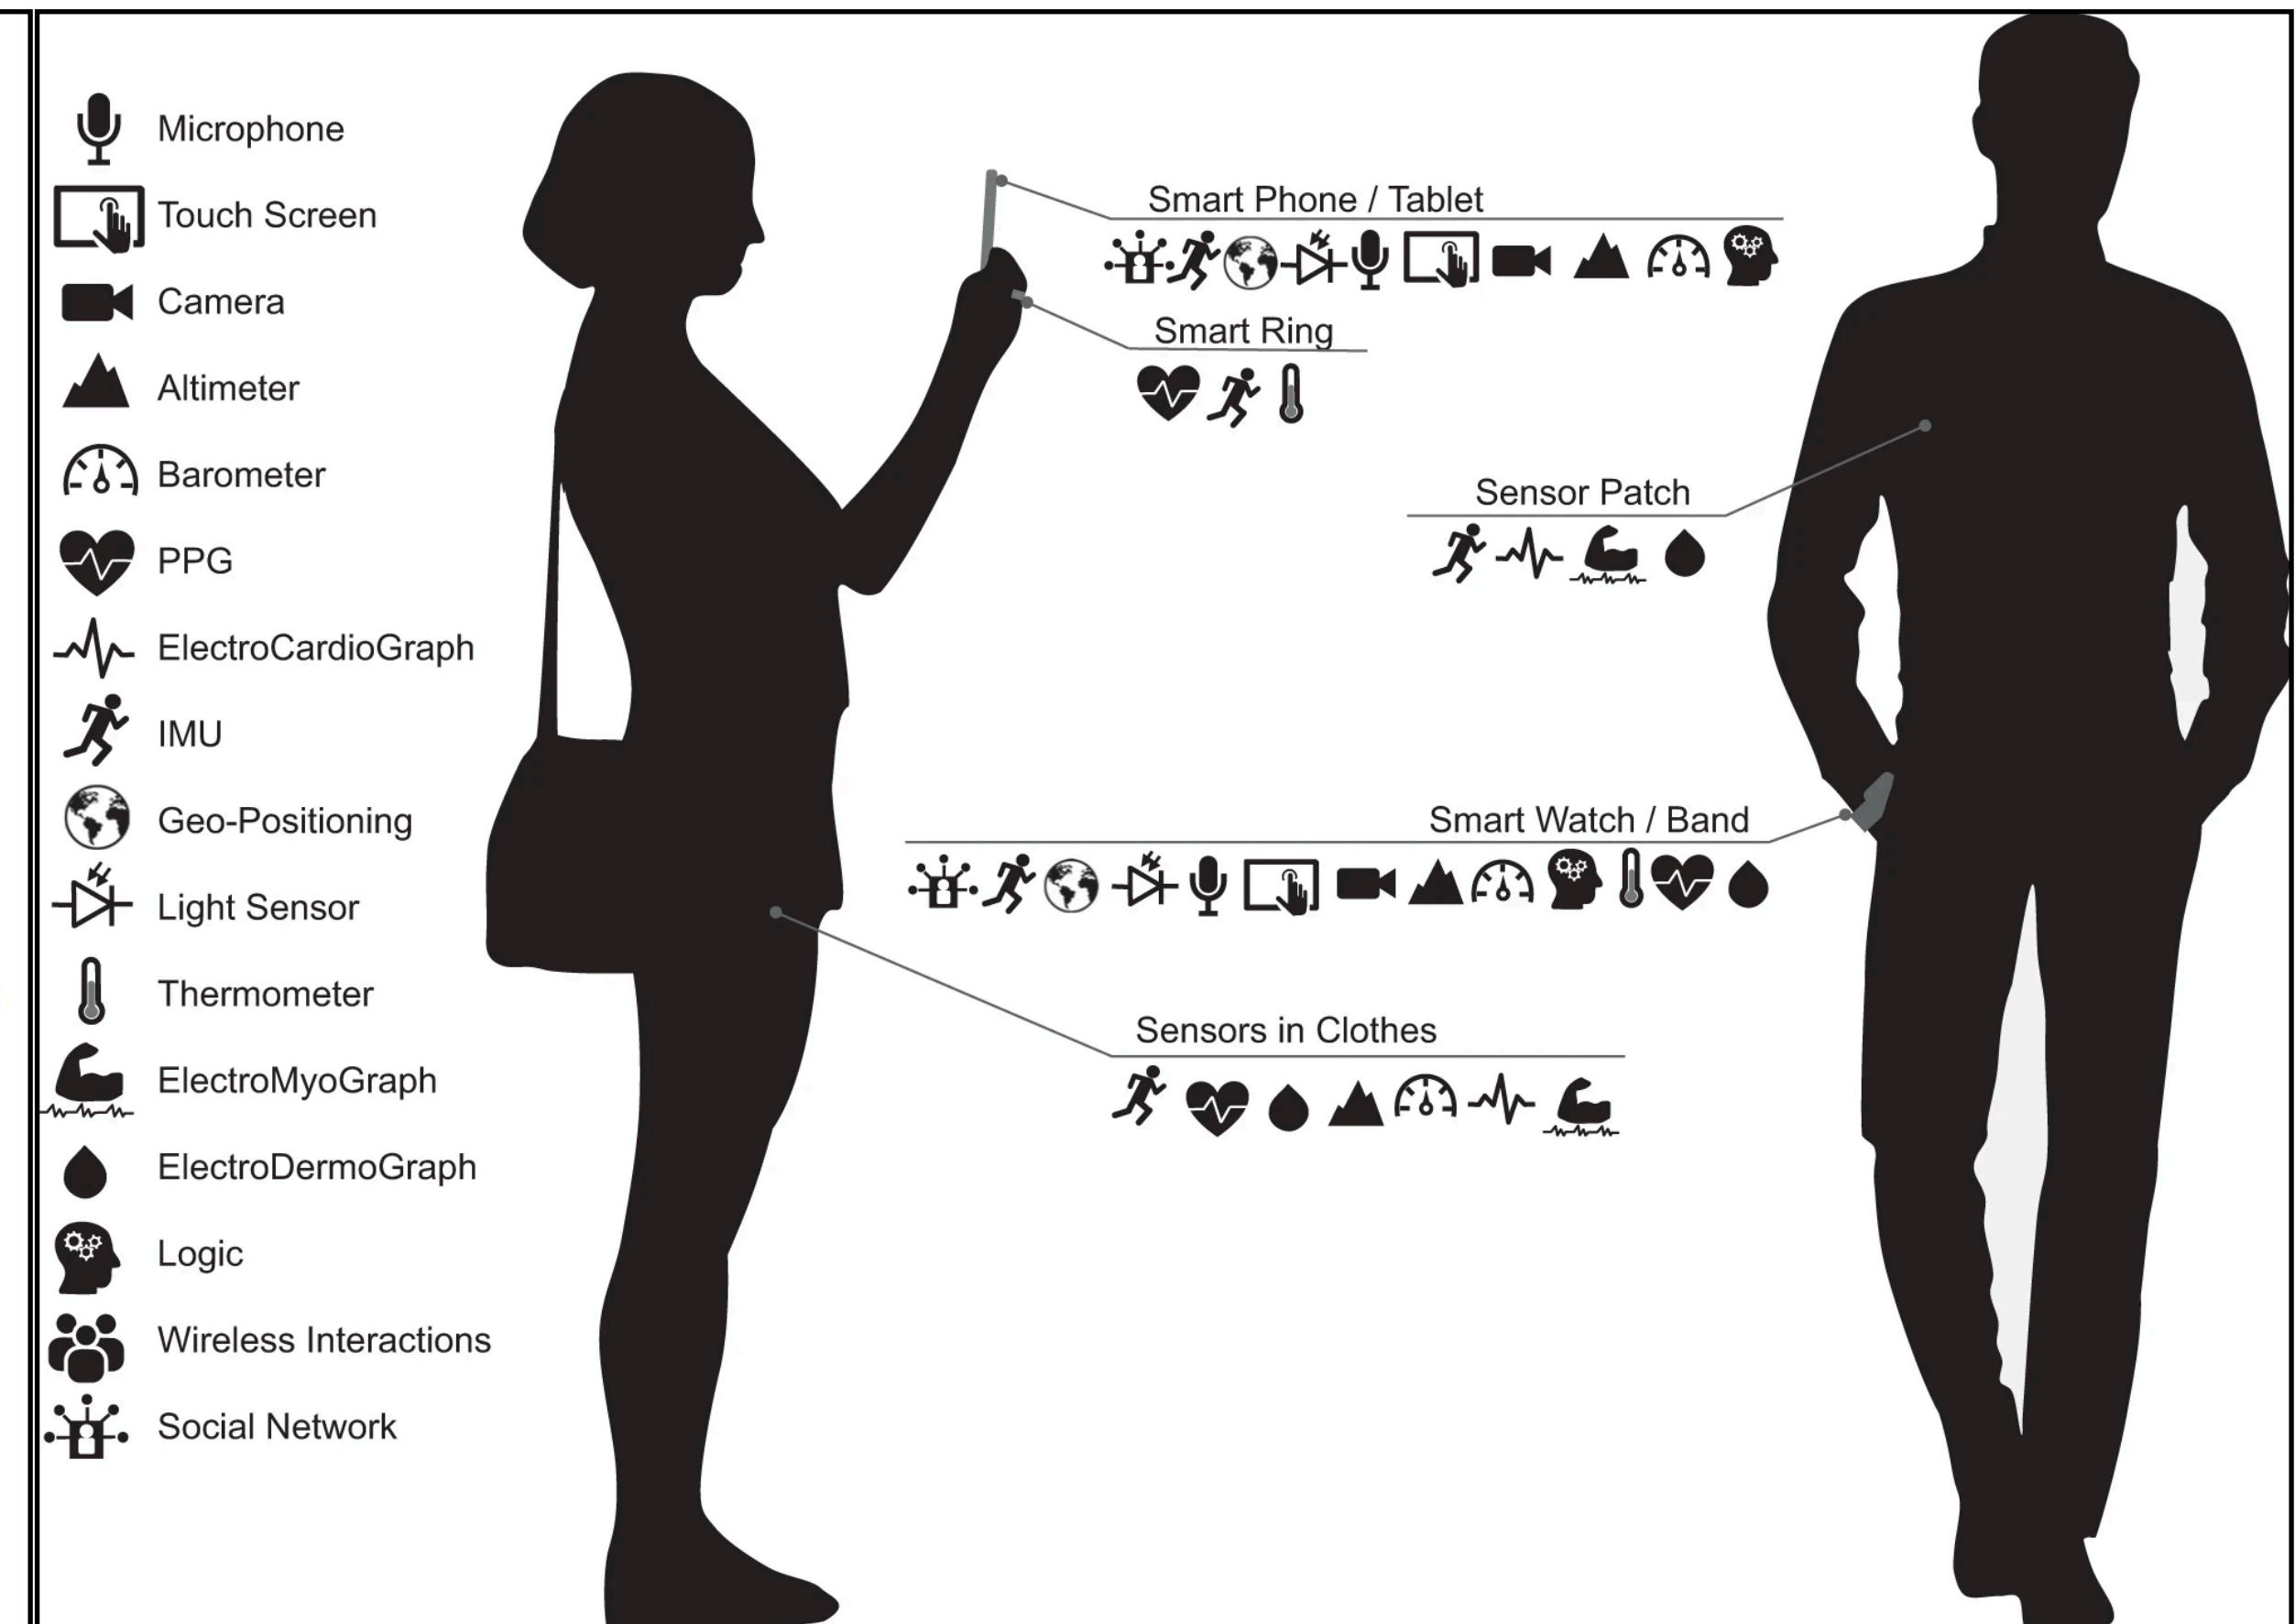 Microphone
Touch Screen
Camera
Altimeter
Barometer
PPG
ElectroCardioGraph
IMU
Geo-Positioning
Light Sensor
Thermometer
ElectroMyoGraph
ElectroDermoGraph
Logic
Wireless Interactions
Social Network
Smart Phone / Tablet
Smart Ring
Sensor Patch
Smart Watch / Band
Sensors in Clothes